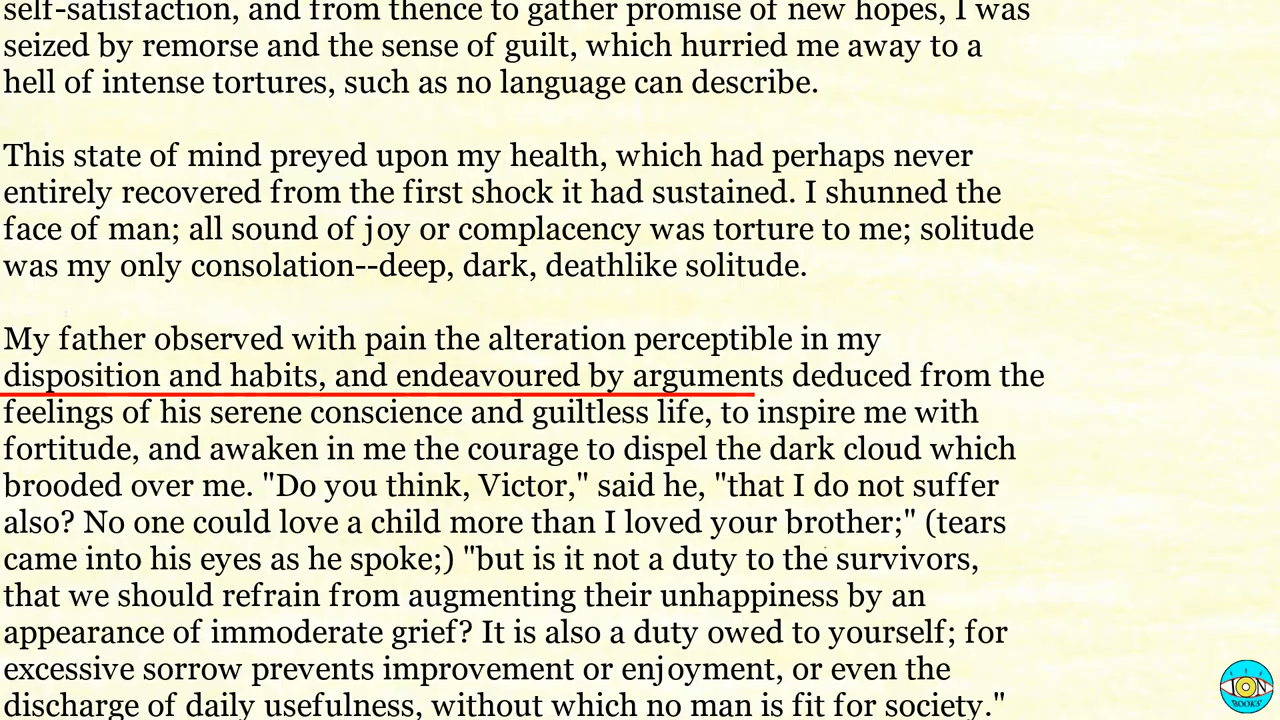 self-satisfaction, and from thence to gather promise of new hopes, I was
seized by remorse and the sense of guilt, which hurried me away to a
hell of intense tortures, such as no language can describe.
This state of mind preyed upon my health, which had perhaps never
entirely recovered from the first shock it had sustained. I shunned the
face of man; all sound of joy or complacency was torture to me; solitude
was my only consolation--deep, dark, deathlike solitude.
My father observed with pain the alteration perceptible in my
disposition and habits, and endeavoured by arguments deduced from the
feelings of his serene conscience and guiltless life, to inspire me with
fortitude, and awaken in me the courage to dispel the dark cloud which
brooded over me. "Do you think, Victor," said he, "that I do not suffer
also? No one could love a child more than I loved your brother;" (tears
came into his eyes as he spoke;) "but is it not a duty to the survivors,
that we should refrain from augmenting their unhappiness by an
appearance of immoderate grief? It is also a duty owed to yourself; for
excessive sorrow prevents improvement or enjoyment, or even the
discharge of daily usefulness, without which no man is fit for society."
ION
BOOKS